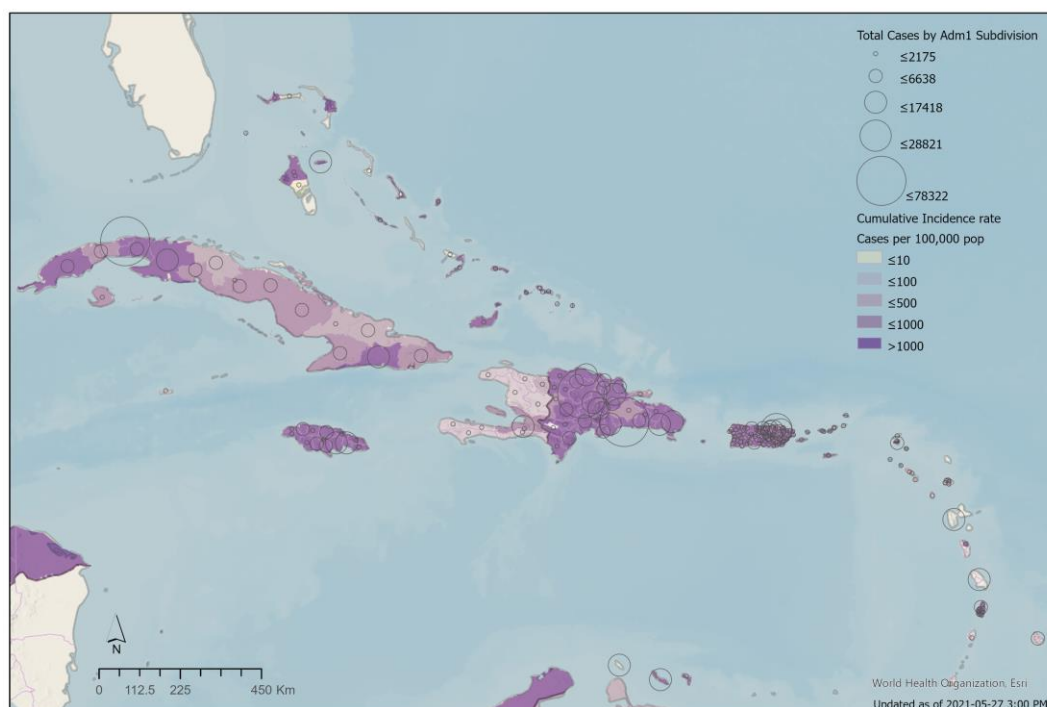 Total Cases by Adm1 Subdivision
≤2175
≤6638
≤17418
≤28821
≤78322
Cumulative Incidence rate
Cases per 100,000 pop
≤10
≤100
≤500
≤1000
>1000
N
0 112.5 225 450 Km
World Health Organization, Esri
Updated as of 2021-05-27 3:00 PM